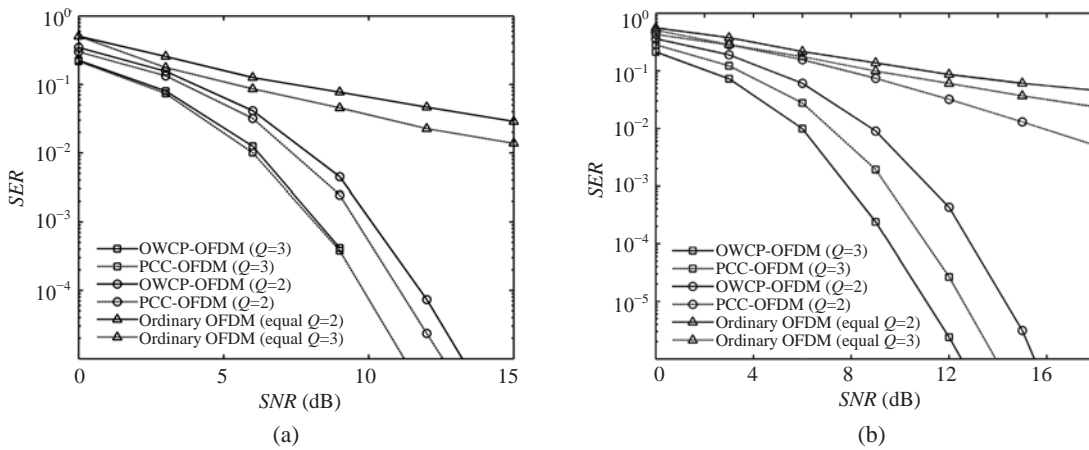 10^0
10^-1
10^-2
10^-3
10^-4
SER
OWCP-OFDM (Q=3)
PCC-OFDM (Q=3)
OWCP-OFDM (Q=2)
PCC-OFDM (Q=2)
Ordinary OFDM (equal Q=2)
Ordinary OFDM (equal Q=3)
0 5 10 15
SNR (dB)
(a)
10^0
10^-1
10^-2
10^-3
10^-4
10^-5
SER
OWCP-OFDM (Q=3)
PCC-OFDM (Q=3)
OWCP-OFDM (Q=2)
PCC-OFDM (Q=2)
Ordinary OFDM (equal Q=2)
Ordinary OFDM (equal Q=3)
0 4 8 12 16
SNR (dB)
(b)